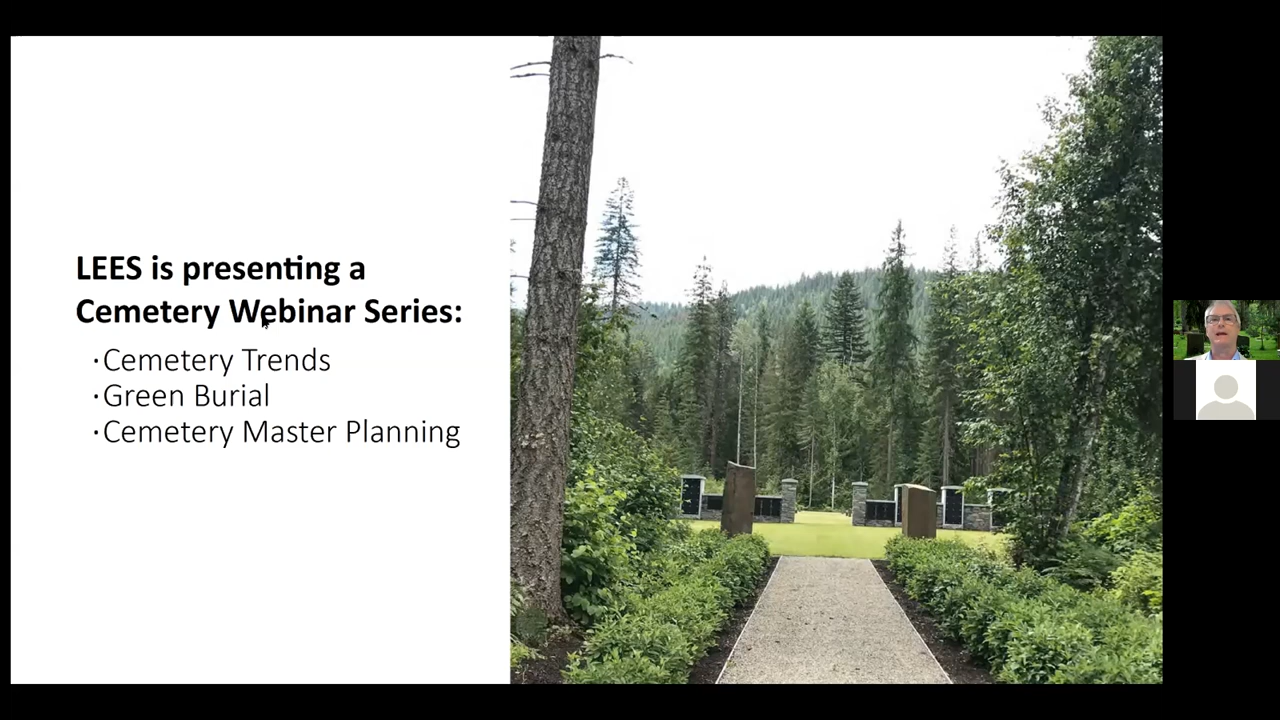 LEES is presenting a
Cemetery Webinar Series:
·Cemetery Trends
·Green Burial
·Cemetery Master Planning